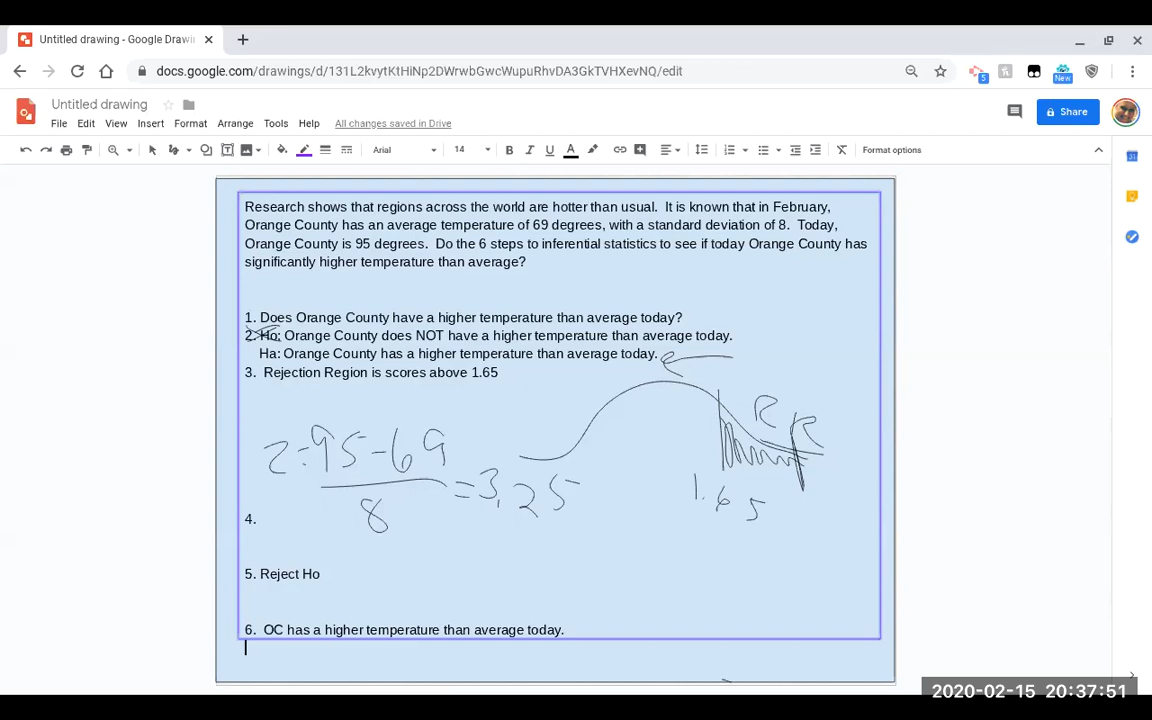 Untitled drawing - Google Drawi
docs.google.com/drawings/d/131L2kvytKtHiNp2DWrwbGwcWupuRhvDA3GkTVHXevNQ/edit
5
New
Untitled drawing
File Edit View Insert Format Arrange Tools Help All changes saved in Drive
Share
Arial 14 B I U A Format options
31
Research shows that regions across the world are hotter than usual. It is known that in February,
Orange County has an average temperature of 69 degrees, with a standard deviation of 8. Today,
Orange County is 95 degrees. Do the 6 steps to inferential statistics to see if today Orange County has
significantly higher temperature than average?
1. Does Orange County have a higher temperature than average today?
2. Ho: Orange County does NOT have a higher temperature than average today.
Ha: Orange County has a higher temperature than average today.
3. Rejection Region is scores above 1.65
R R
z = 95 - 69
8
= 3.25
1.65
4.
5. Reject Ho
6. OC has a higher temperature than average today.
2020-02-15 20:37:51